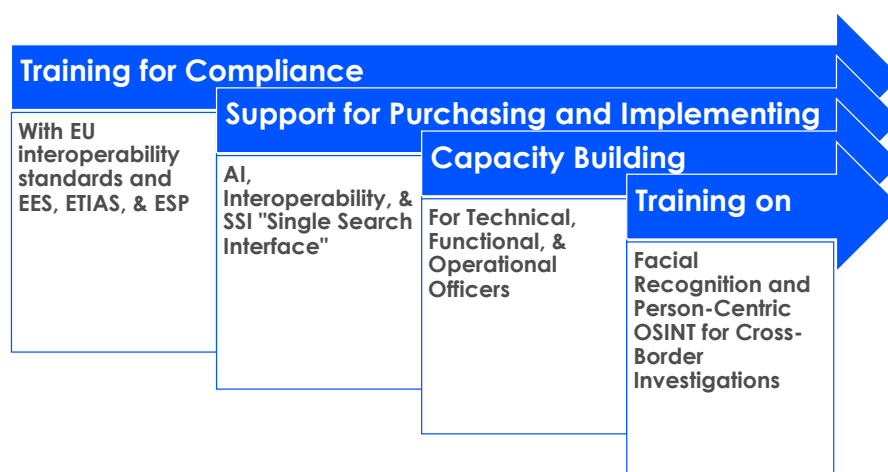 Training for Compliance
With EU
interoperability
standards and
EES, ETIAS, & ESP
Support for Purchasing and Implementing
AI,
Interoperability, &
SSI "Single Search
Interface"
Capacity Building
For Technical,
Functional, &
Operational
Officers
Training on
Facial
Recognition and
Person-Centric
OSINT for Cross-
Border
Investigations